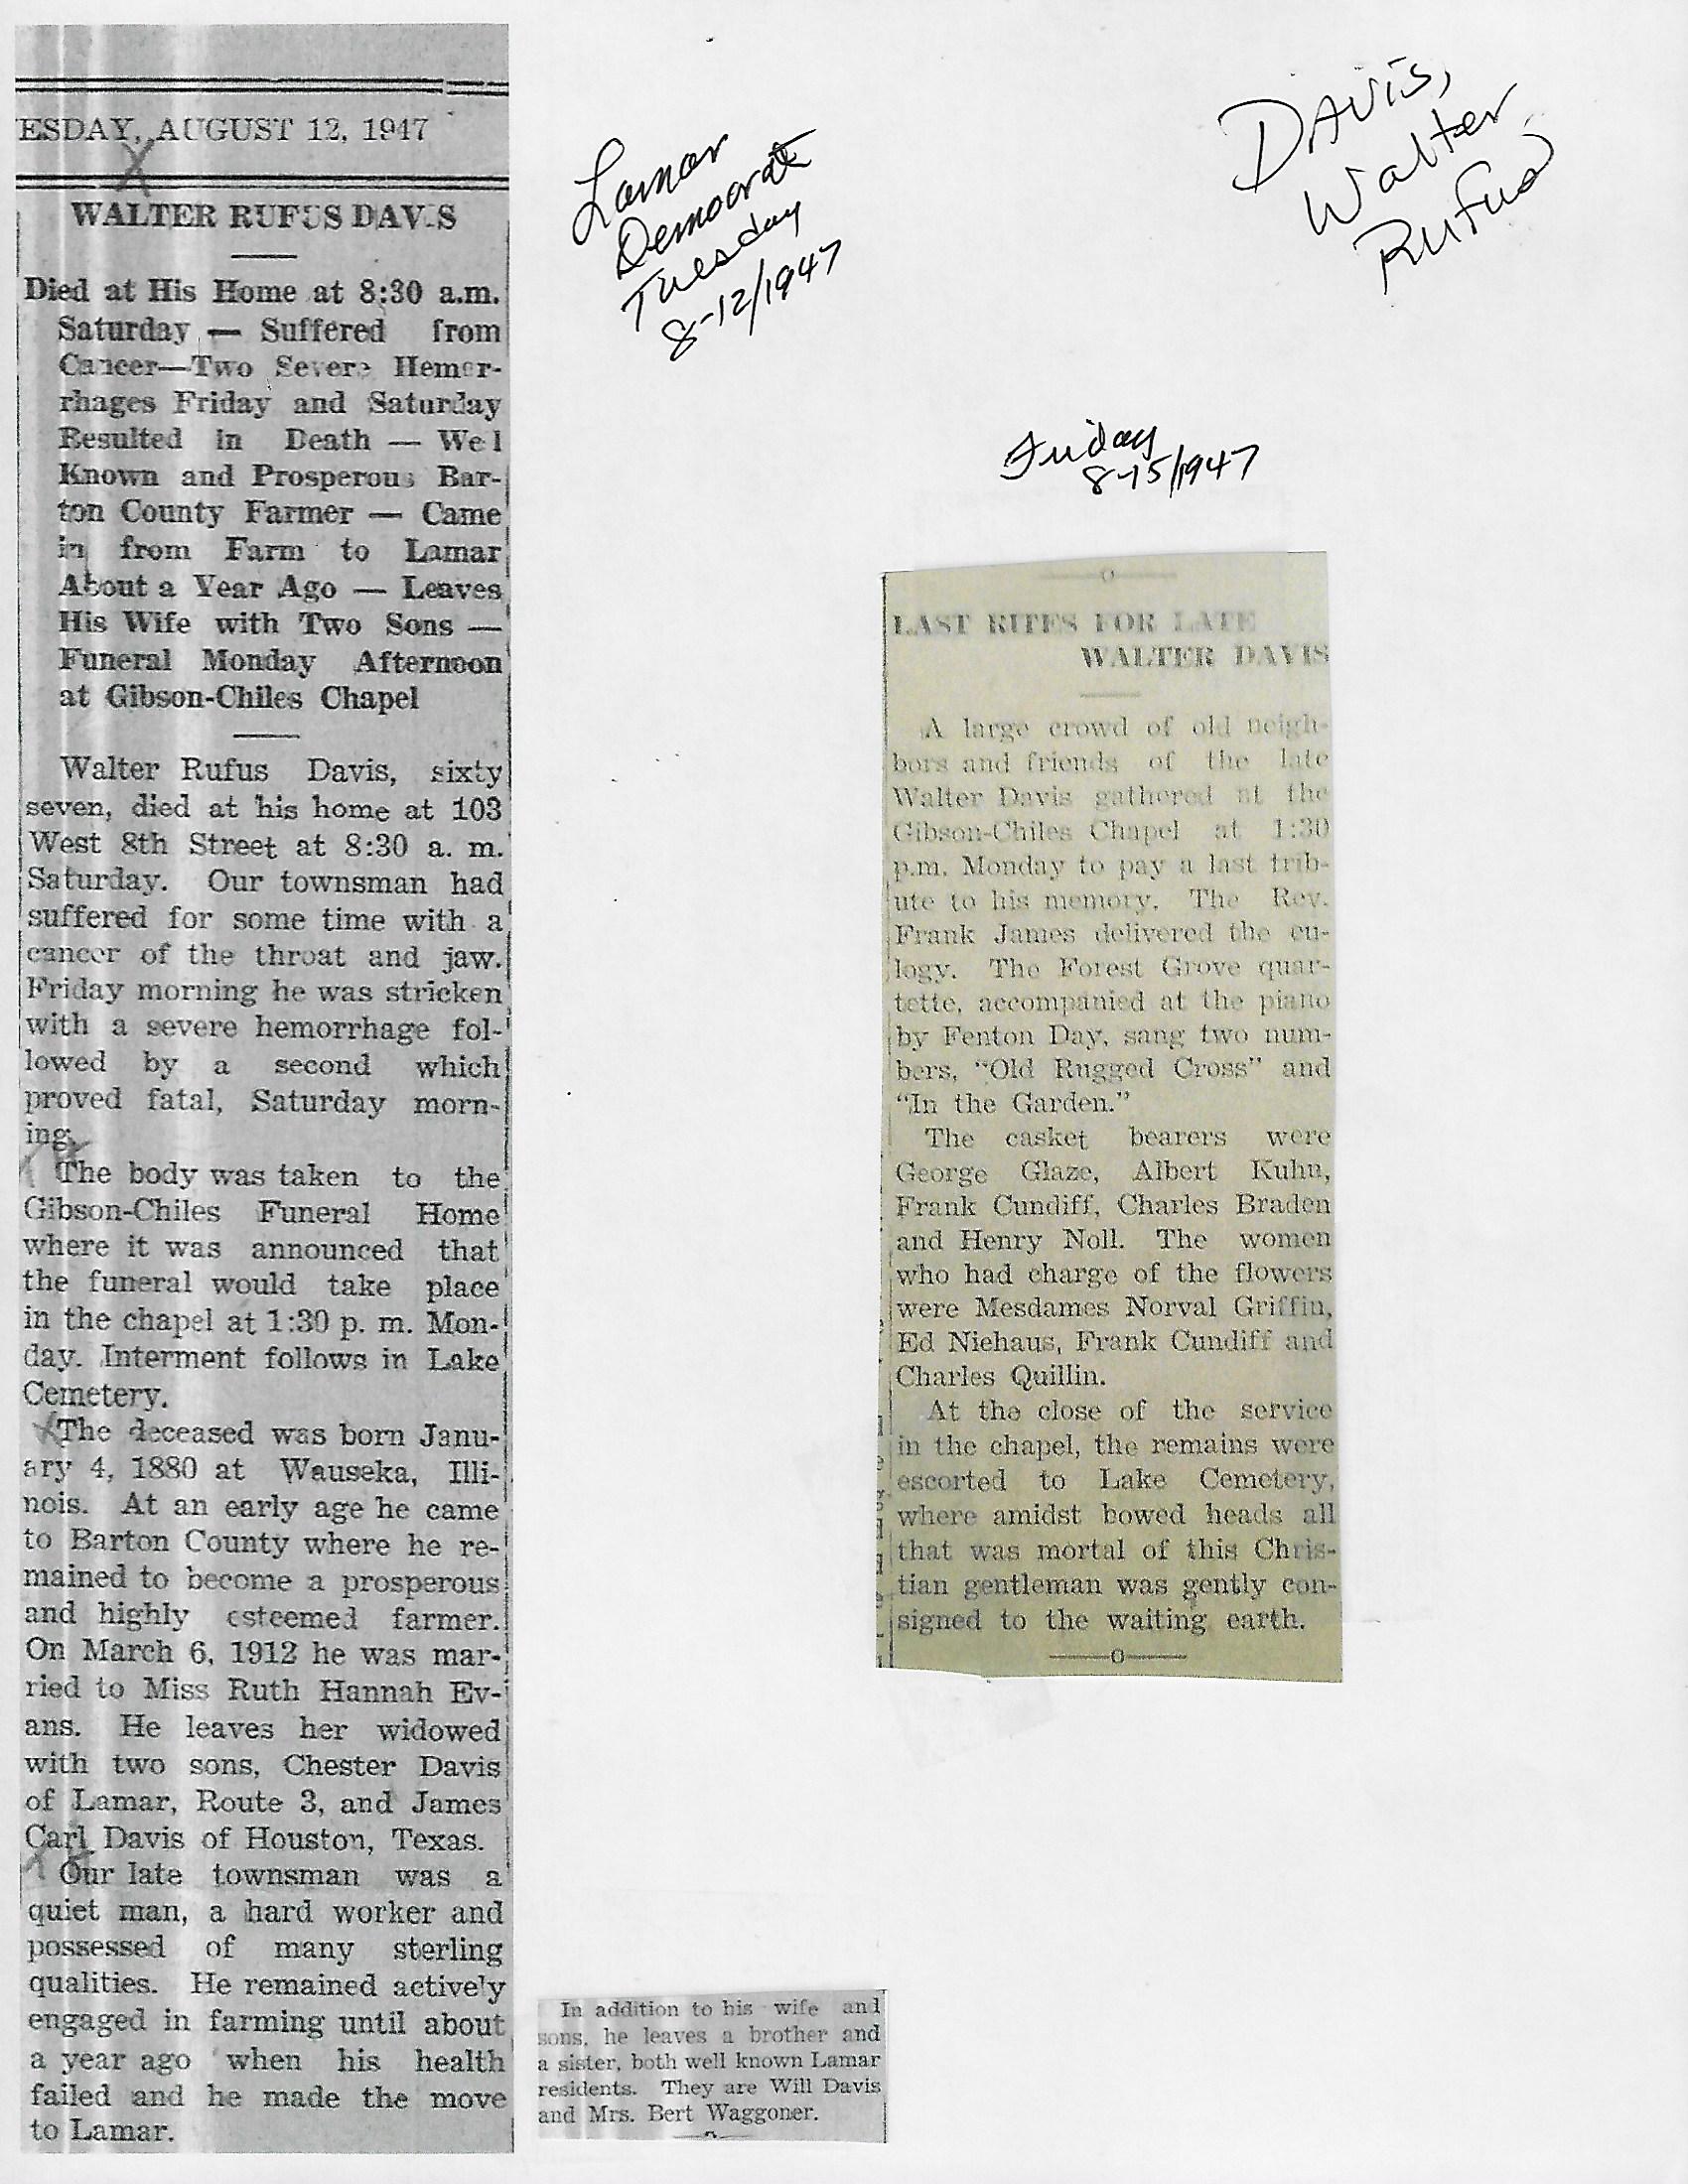 ESDAY, AUGUST 12, 1947
WALTER RUFUS DAVIS
Died at His Home at 8:30 a.m.
Saturday — Suffered from
Cancer—Two Severe Hemor-
rhages Friday and Saturday
Resulted in Death — Well
Known and Prosperous Bar-
ton County Farmer — Came
in from Farm to Lamar
About a Year Ago — Leaves
His Wife with Two Sons —
Funeral Monday Afternoon
at Gibson-Chiles Chapel
Walter Rufus Davis, sixty
seven, died at his home at 103
West 8th Street at 8:30 a. m.
Saturday. Our townsman had
suffered for some time with a
cancer of the throat and jaw.
Friday morning he was stricken
with a severe hemorrhage fol-
lowed by a second which
proved fatal, Saturday morn-
ing.
The body was taken to the
Gibson-Chiles Funeral Home
where it was announced that
the funeral would take place
in the chapel at 1:30 p. m. Mon-
day. Interment follows in Lake
Cemetery.
The deceased was born Janu-
ary 4, 1880 at Wauseka, Illi-
nois. At an early age he came
to Barton County where he re-
mained to become a prosperous
and highly esteemed farmer.
On March 6, 1912 he was mar-
ried to Miss Ruth Hannah Ev-
ans. He leaves her widowed
with two sons, Chester Davis
of Lamar, Route 3, and James
Carl Davis of Houston, Texas.
Our late townsman was a
quiet man, a hard worker and
possessed of many sterling
qualities. He remained actively
engaged in farming until about
a year ago when his health
failed and he made the move
to Lamar.
In addition to his wife and
sons, he leaves a brother and
a sister, both well known Lamar
residents. They are Will Davis
and Mrs. Bert Waggoner.
Lamar
Democrat
Tuesday
8-12/1947
DAVIS,
Walter
Rufus
Friday
8-15/1947
LAST RITES FOR LATE
WALTER DAVIS
A large crowd of old neigh-
bors and friends of the late
Walter Davis gathered at the
Gibson-Chiles Chapel at 1:30
p.m. Monday to pay a last trib-
ute to his memory. The Rev.
Frank James delivered the eu-
logy. The Forest Grove quar-
tette, accompanied at the piano
by Fenton Day, sang two num-
bers, "Old Rugged Cross" and
"In the Garden."
The casket bearers were
George Glaze, Albert Kuhn,
Frank Cundiff, Charles Braden
and Henry Noll. The women
who had charge of the flowers
were Mesdames Norval Griffin,
Ed Niehaus, Frank Cundiff and
Charles Quillin.
At the close of the service
in the chapel, the remains were
escorted to Lake Cemetery,
where amidst bowed heads all
that was mortal of this Chris-
tian gentleman was gently con-
signed to the waiting earth.